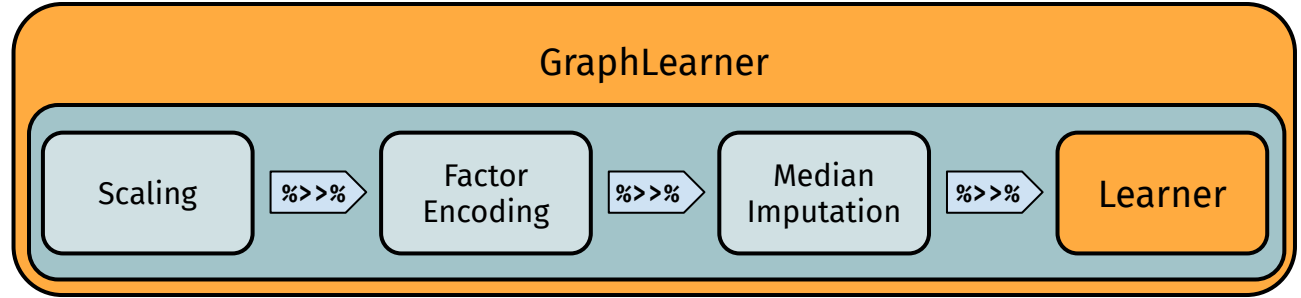 GraphLearner
Scaling
%>>%
Factor
Encoding
%>>%
Median
Imputation
%>>%
Learner